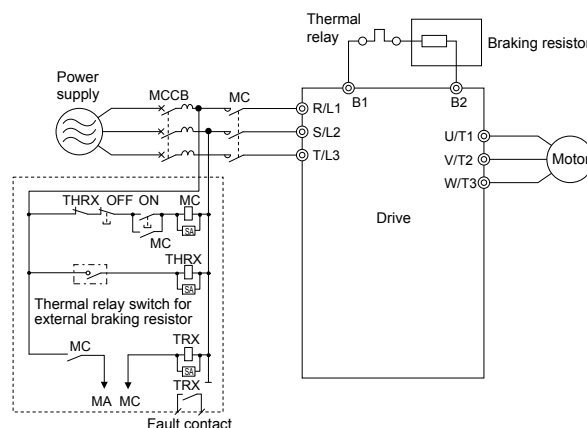 Thermal
relay
Braking resistor
Power
supply
MCCB
MC
B1
B2
R/L1
S/L2
T/L3
U/T1
V/T2
W/T3
Motor
Drive
THRX
OFF
ON
MC
SA
MC
THRX
SA
Thermal relay switch for
external braking resistor
MC
TRX
SA
MA
MC
TRX
Fault contact